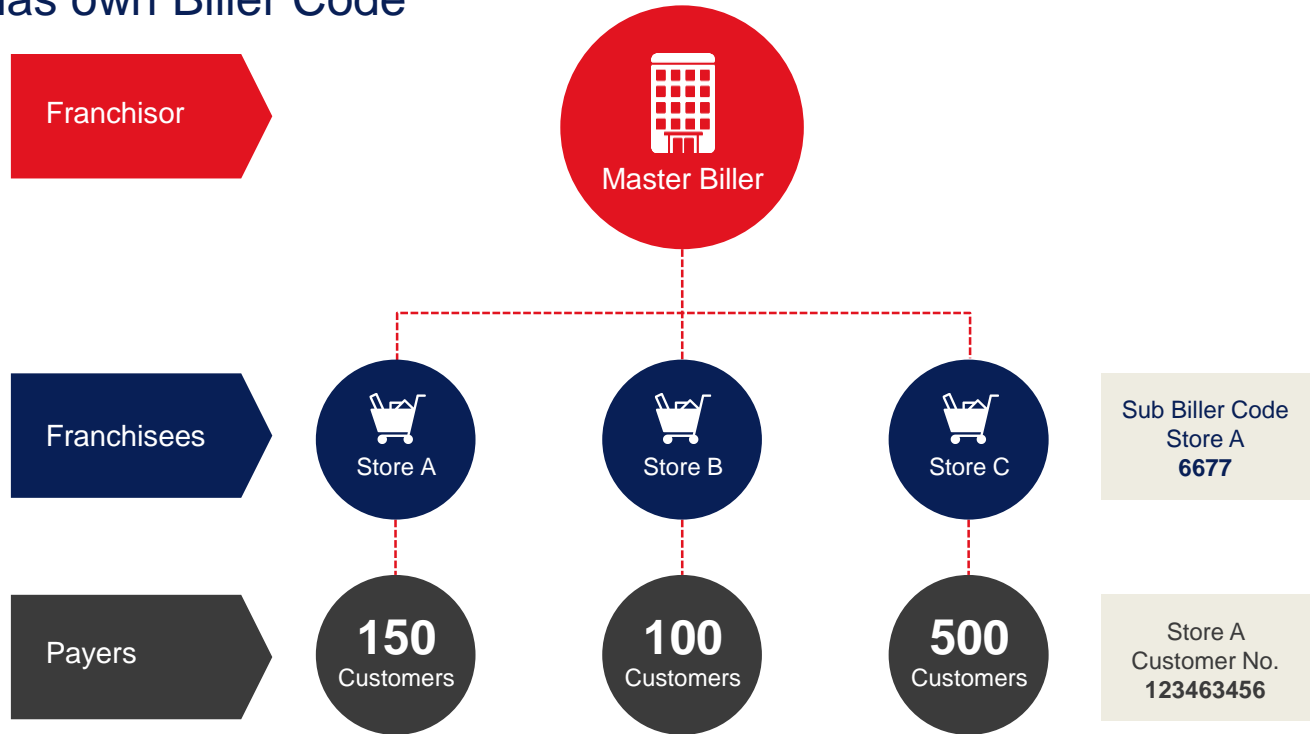 has own Biller Code
Franchisor
Master Biller
Franchisees
Store A
Store B
Store C
Sub Biller Code
Store A
6677
Payers
150
Customers
100
Customers
500
Customers
Store A
Customer No.
123463456